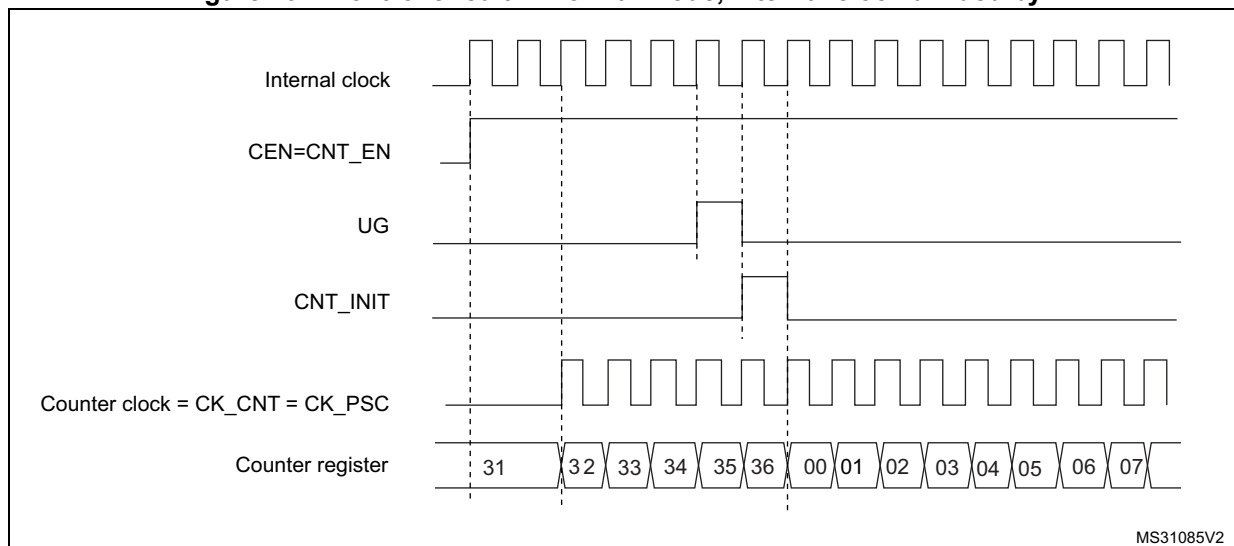 Internal clock
CEN=CNT_EN
UG
CNT_INIT
Counter clock = CK_CNT = CK_PSC
Counter register 31 32 33 34 35 36 00 01 02 03 04 05 06 07
MS31085V2